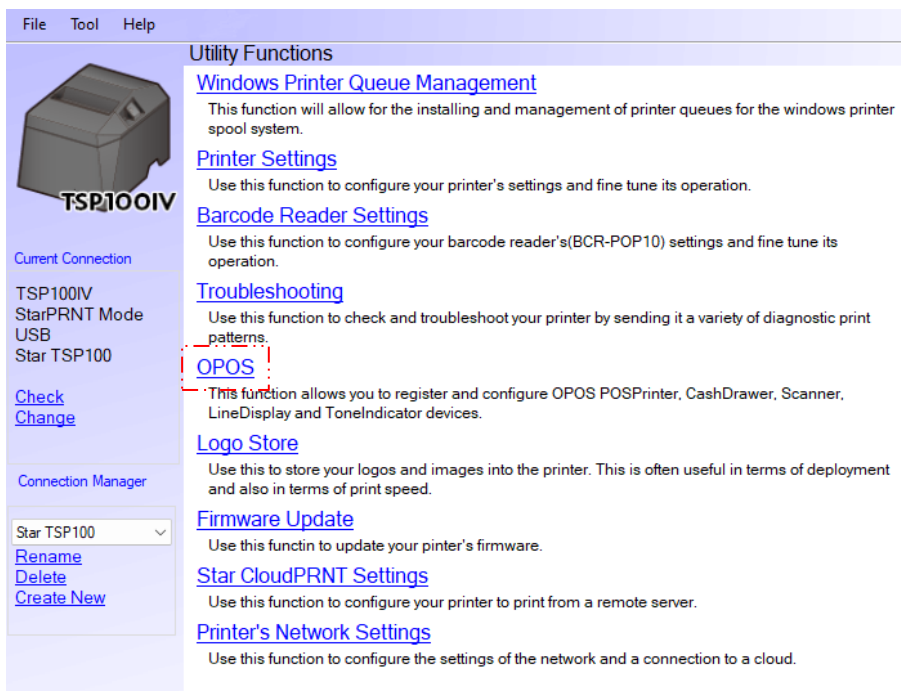 File Tool Help
Utility Functions
Windows Printer Queue Management
This function will allow for the installing and management of printer queues for the windows printer
spool system.
Printer Settings
Use this function to configure your printer's settings and fine tune its operation.
Barcode Reader Settings
Use this function to configure your barcode reader's(BCR-POP10) settings and fine tune its
operation.
Troubleshooting
Use this function to check and troubleshoot your printer by sending it a variety of diagnostic print
patterns.
OPOS
This function allows you to register and configure OPOS POSPrinter, CashDrawer, Scanner,
LineDisplay and ToneIndicator devices.
Logo Store
Use this to store your logos and images into the printer. This is often useful in terms of deployment
and also in terms of print speed.
Firmware Update
Use this functin to update your pinter's firmware.
Star CloudPRNT Settings
Use this function to configure your printer to print from a remote server.
Printer's Network Settings
Use this function to configure the settings of the network and a connection to a cloud.
TSP100IV
Current Connection
TSP100IV
StarPRNT Mode
USB
Star TSP100
Check
Change
Connection Manager
Star TSP100
Rename
Delete
Create New